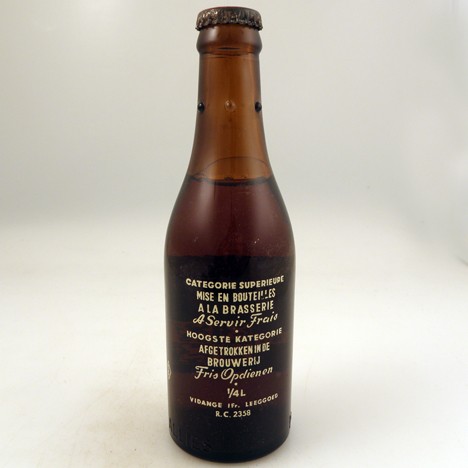 CATEGORIE SUPERIEURE
MISE EN BOUTEILLES
A LA BRASSERIE
A Servir Frais
HOOGSTE KATEGORIE
AFGETROKKEN IN DE
BROUWERIJ
Fris Opdienen
1/4 L
VIDANGE 1Fr. LEEGGOED
R.C. 2358